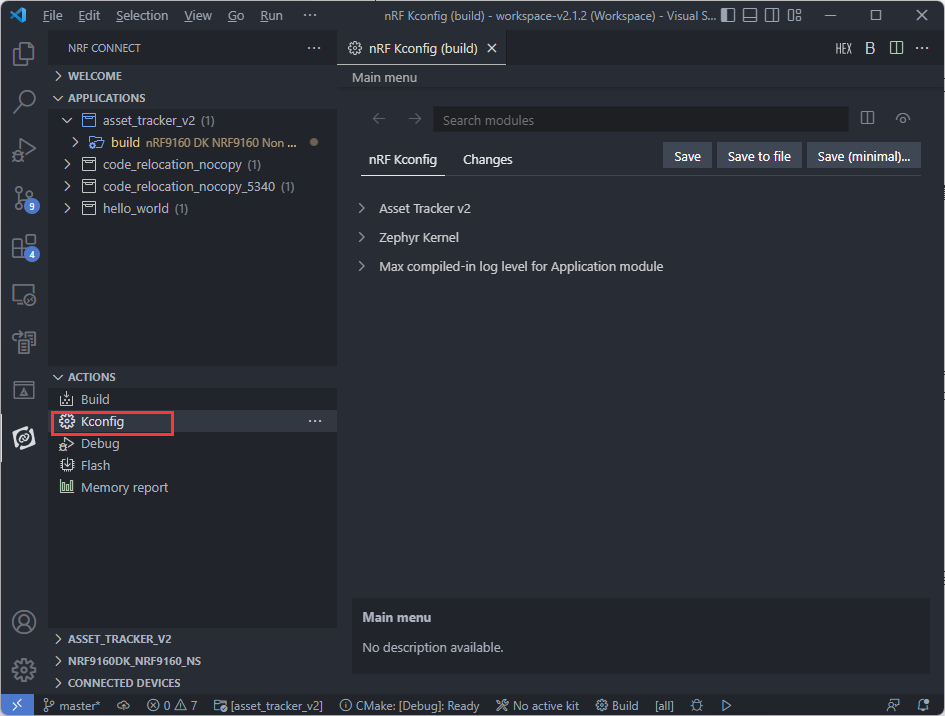 File Edit Selection View Go Run ··· nRF Kconfig (build) - workspace-v2.1.2 (Workspace) - Visual S...
NRF CONNECT ···
nRF Kconfig (build)
HEX B ···
WELCOME
Main menu
APPLICATIONS
asset_tracker_v2 (1)
build nRF9160 DK NRF9160 Non ...
code_relocation_nocopy (1)
code_relocation_nocopy_5340 (1)
hello_world (1)
Search modules
nRF Kconfig Changes Save Save to file Save (minimal)...
Asset Tracker v2
Zephyr Kernel
Max compiled-in log level for Application module
9
4
ACTIONS
Build
Kconfig ···
Debug
Flash
Memory report
Main menu
No description available.
ASSET_TRACKER_V2
NRF9160DK_NRF9160_NS
CONNECTED DEVICES
master* 0 7 [asset_tracker_v2] CMake: [Debug]: Ready No active kit Build [all]